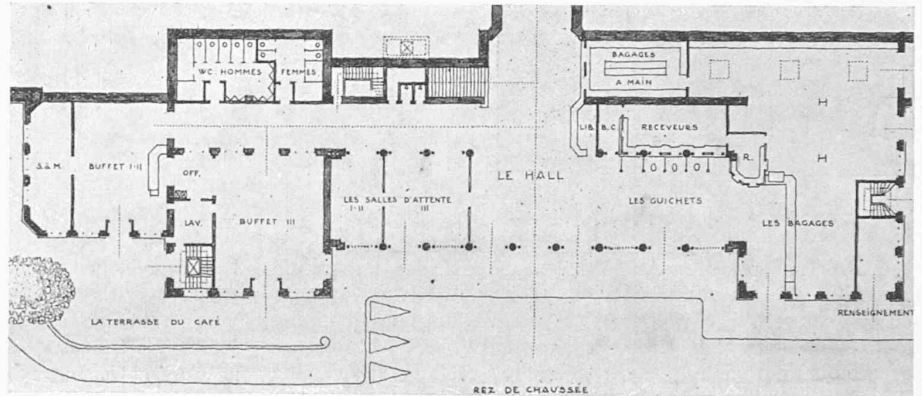 BAGAGES
A MAIN
WC. HOMMES
FEMMES
H
LIB. B.C. RECEVEURS
S.à M. BUFFET I-II
R.
H
OFF.
LE HALL
LES SALLES D'ATTENTE
I-II III
LES GUICHETS
LAV. BUFFET III
LES BAGAGES
RENSEIGNEMENT
LA TERRASSE DU CAFÉ
REZ DE CHAUSSÉE